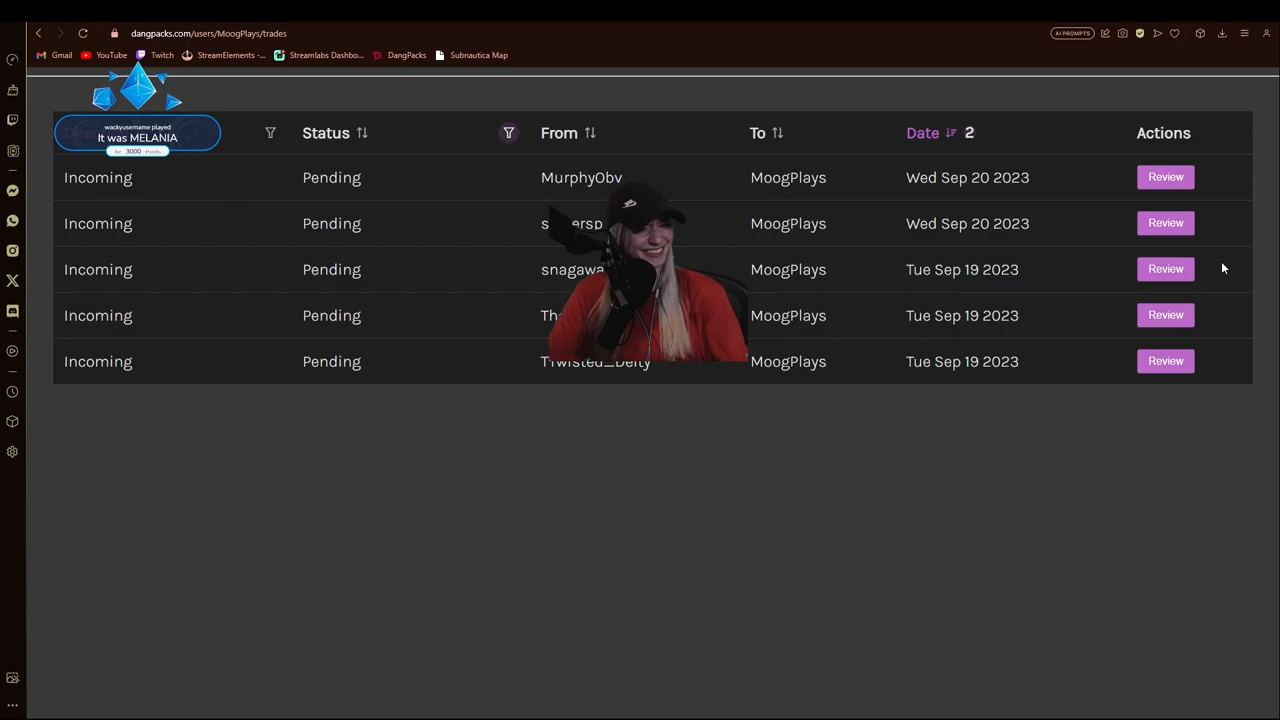 dangpacks.com/users/MoogPlays/trades
AI PROMPTS
Gmail YouTube Twitch StreamElements -... Streamlabs Dashbo... DangPacks Subnautica Map
wackyusername played
It was MELANIA
for 3000 Points
Status From To Date 2 Actions
Incoming Pending MurphyObv MoogPlays Wed Sep 20 2023 Review
Incoming Pending MoogPlays Wed Sep 20 2023 Review
Incoming Pending MoogPlays Tue Sep 19 2023 Review
Incoming Pending MoogPlays Tue Sep 19 2023 Review
Incoming Pending MoogPlays Tue Sep 19 2023 Review